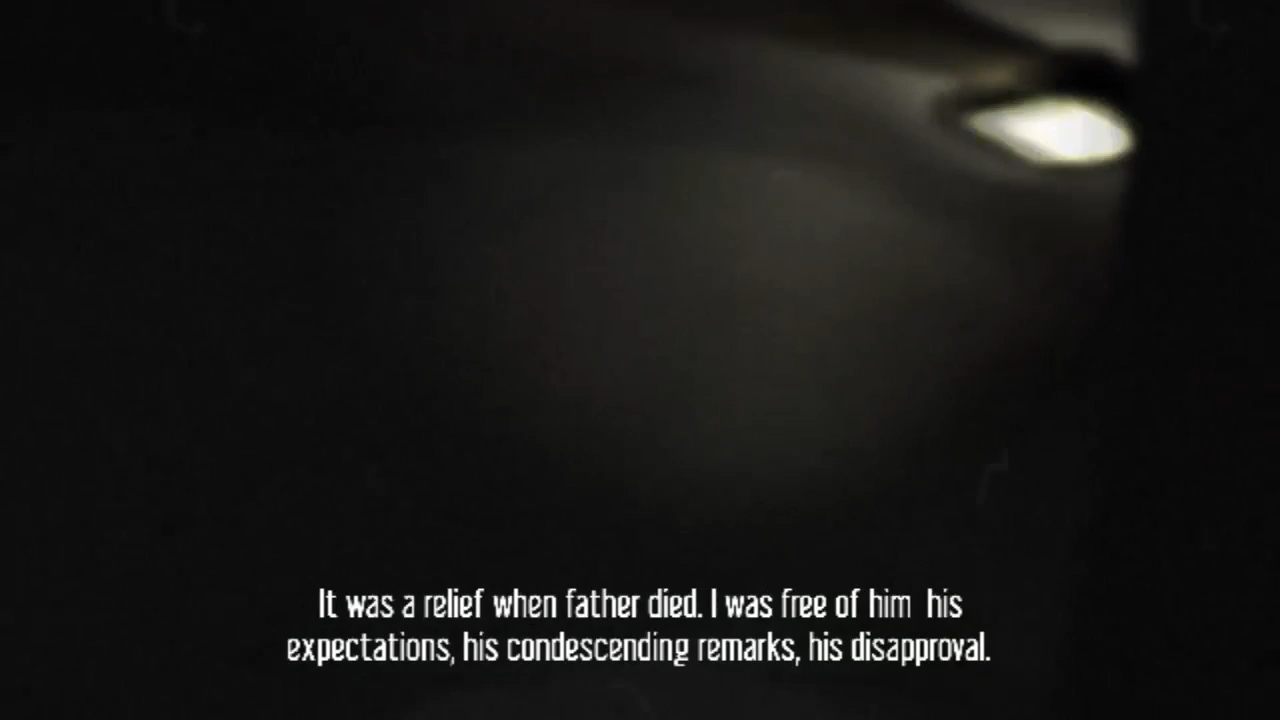 It was a relief when father died. I was free of him  his
expectations, his condescending remarks, his disapproval.